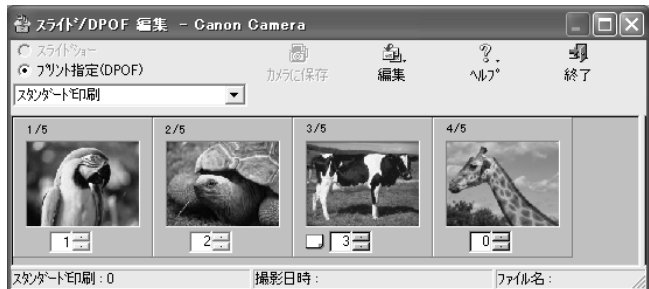 スライド/DPOF 編集 - Canon Camera
スライドショー
プリント指定(DPOF)
スタンダード印刷
カメラに保存
編集
ヘルプ
終了
1/5
2/5
3/5
4/5
1
2
3
0
スタンダード印刷 : 0
撮影日時 :
ファイル名 :